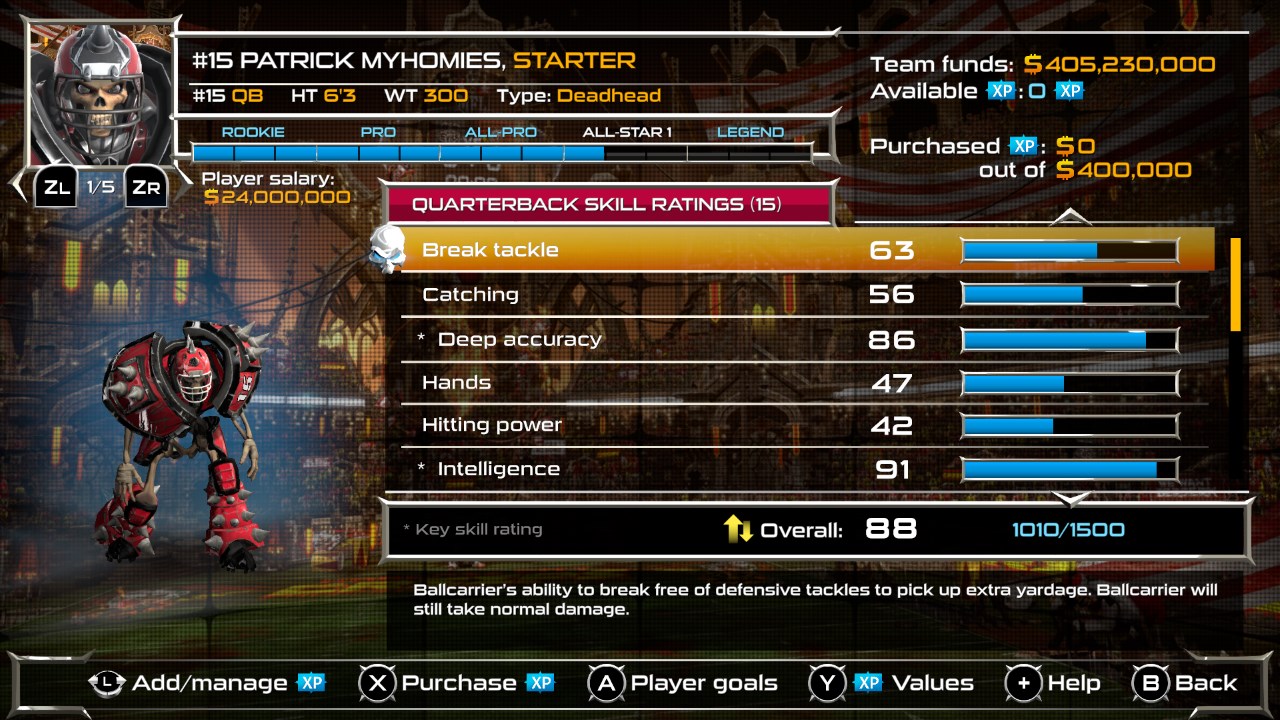 #15 PATRICK MYHOMIES, STARTER
#15 QB HT 6'3 WT 300 Type: Deadhead
Team funds: $405,230,000
Available XP: 0 XP
ROOKIE PRO ALL-PRO ALL-STAR 1 LEGEND
Purchased XP: $0
out of $400,000
ZL 1/5 ZR
Player salary:
$24,000,000
QUARTERBACK SKILL RATINGS (15)
Break tackle 63
Catching 56
* Deep accuracy 86
Hands 47
Hitting power 42
* Intelligence 91
* Key skill rating Overall: 88 1010/1500
Ballcarrier's ability to break free of defensive tackles to pick up extra yardage. Ballcarrier will
still take normal damage.
L Add/manage XP X Purchase XP A Player goals Y XP Values + Help B Back